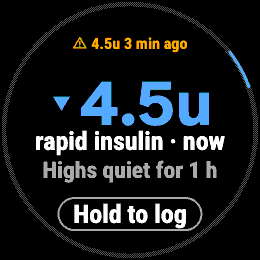 ⚠ 4.5u 3 min ago
▼ 4.5u
rapid insulin · now
Highs quiet for 1 h
Hold to log